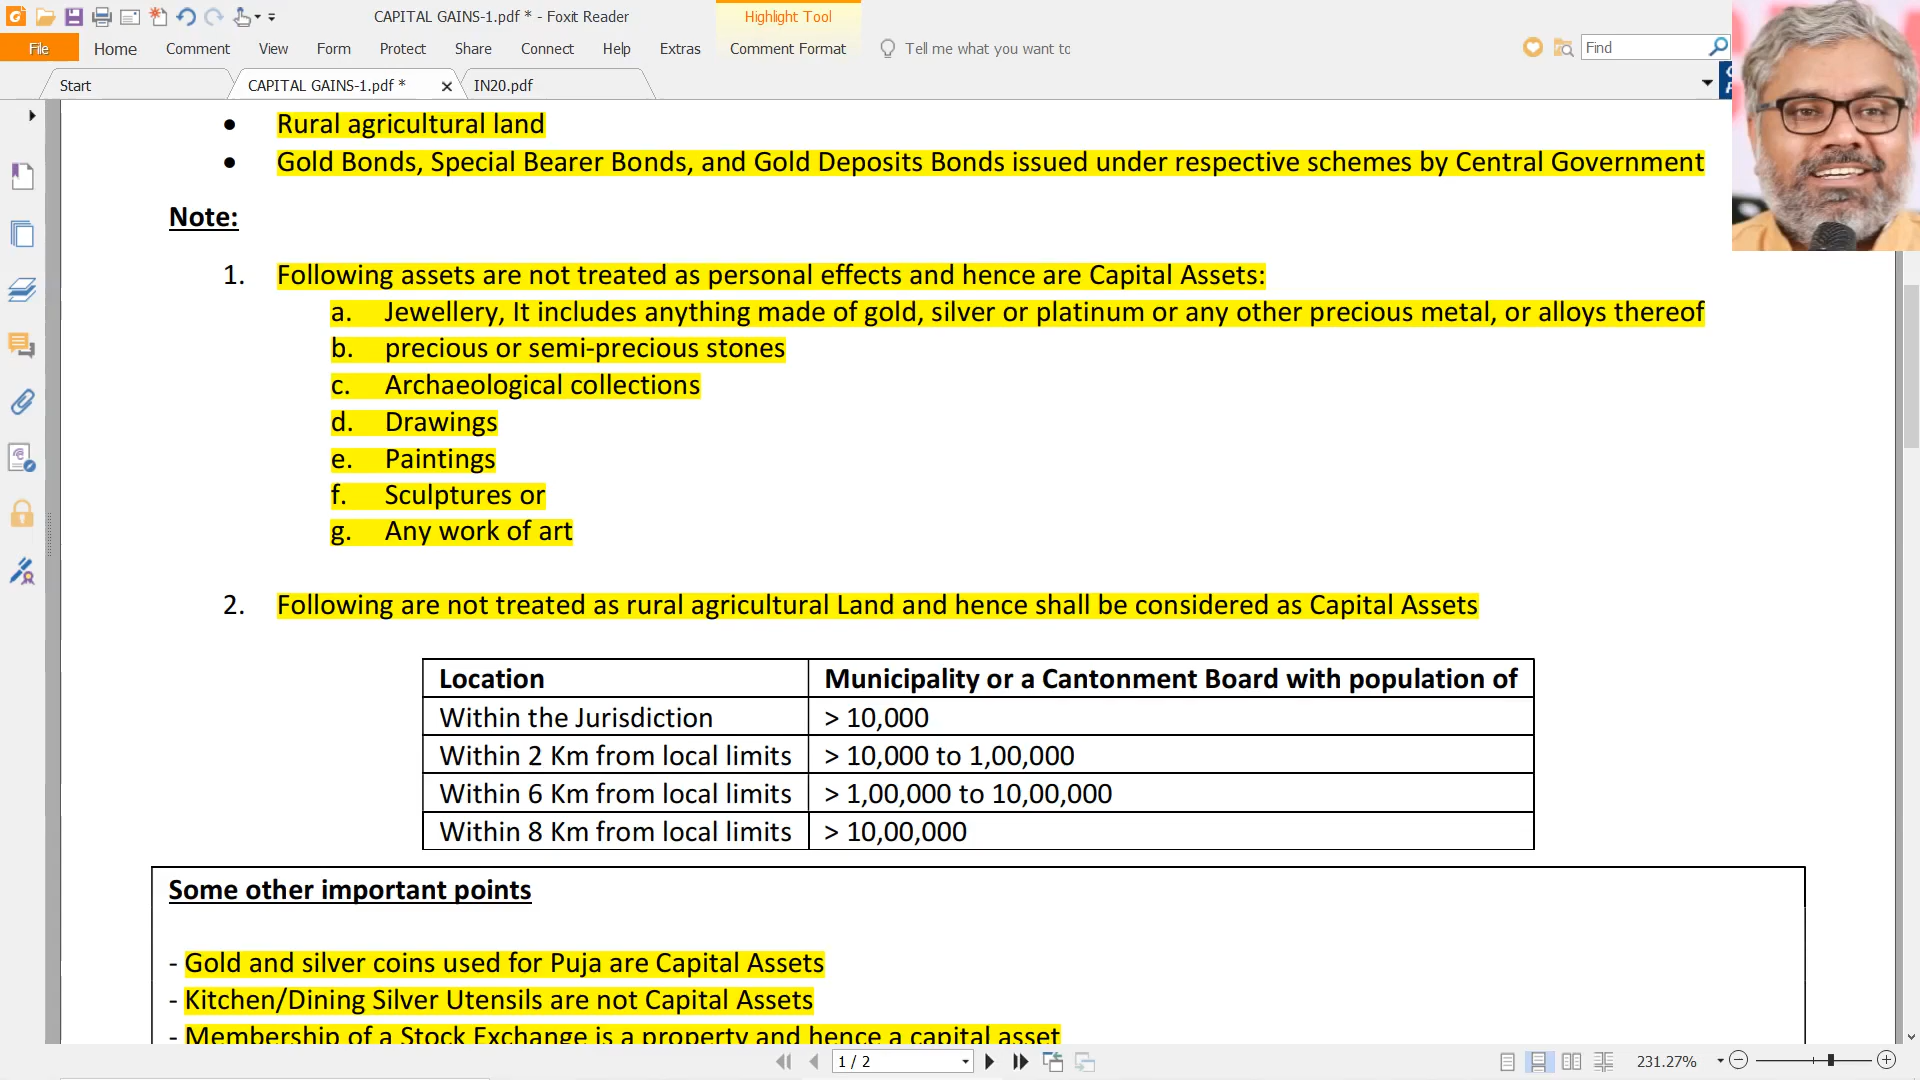 CAPITAL GAINS-1.pdf * - Foxit Reader
Highlight Tool
File Home Comment View Form Protect Share Connect Help Extras Comment Format Tell me what you want to Find
Start CAPITAL GAINS-1.pdf * IN20.pdf
• Rural agricultural land
• Gold Bonds, Special Bearer Bonds, and Gold Deposits Bonds issued under respective schemes by Central Government
Note:
1. Following assets are not treated as personal effects and hence are Capital Assets:
a. Jewellery, It includes anything made of gold, silver or platinum or any other precious metal, or alloys thereof
b. precious or semi-precious stones
c. Archaeological collections
d. Drawings
e. Paintings
f. Sculptures or
g. Any work of art
2. Following are not treated as rural agricultural Land and hence shall be considered as Capital Assets
Location Municipality or a Cantonment Board with population of
Within the Jurisdiction > 10,000
Within 2 Km from local limits > 10,000 to 1,00,000
Within 6 Km from local limits > 1,00,000 to 10,00,000
Within 8 Km from local limits > 10,00,000
Some other important points
- Gold and silver coins used for Puja are Capital Assets
- Kitchen/Dining Silver Utensils are not Capital Assets
- Membership of a Stock Exchange is a property and hence a capital asset
1 / 2 231.27%